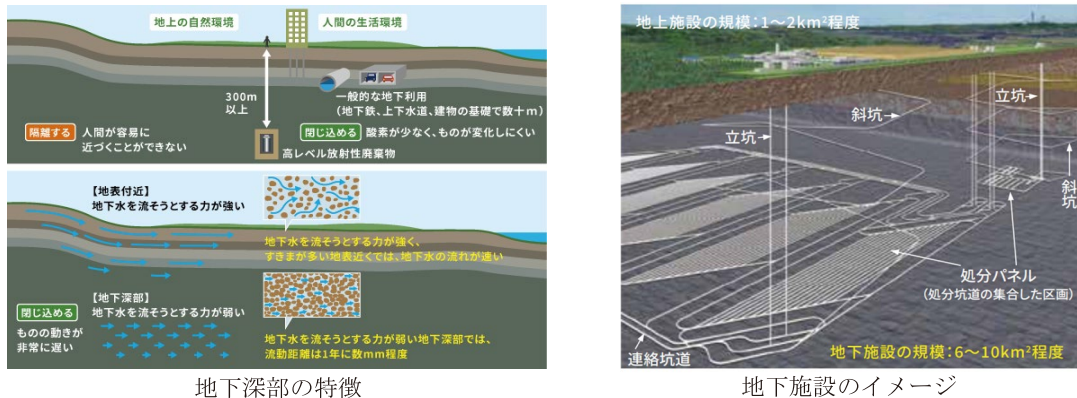 地上の自然環境
人間の生活環境
300m
以上
一般的な地下利用
(地下鉄、上下水道、建物の基礎で数十m)
隔離する 人間が容易に
近づくことができない
閉じ込める 酸素が少なく、ものが変化しにくい
高レベル放射性廃棄物
【地表付近】
地下水を流そうとする力が強い
地下水を流そうとする力が強く、
すきまが多い地表近くでは、地下水の流れが速い
【地下深部】
地下水を流そうとする力が弱い
閉じ込める
ものの動きが
非常に遅い
地下水を流そうとする力が弱い地下深部では、
流動距離は1年に数mm程度
地下深部の特徴
地上施設の規模:1〜2km²程度
立坑
斜坑
立坑
斜坑
処分パネル
(処分坑道の集合した区画)
連絡坑道
地下施設の規模:6〜10km²程度
地下施設のイメージ